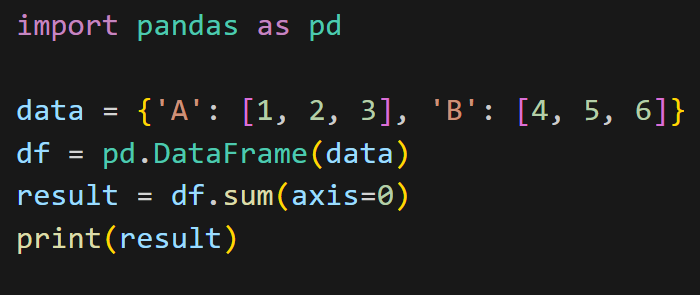 import pandas as pd
data = {'A': [1, 2, 3], 'B': [4, 5, 6]}
df = pd.DataFrame(data)
result = df.sum(axis=0)
print(result)